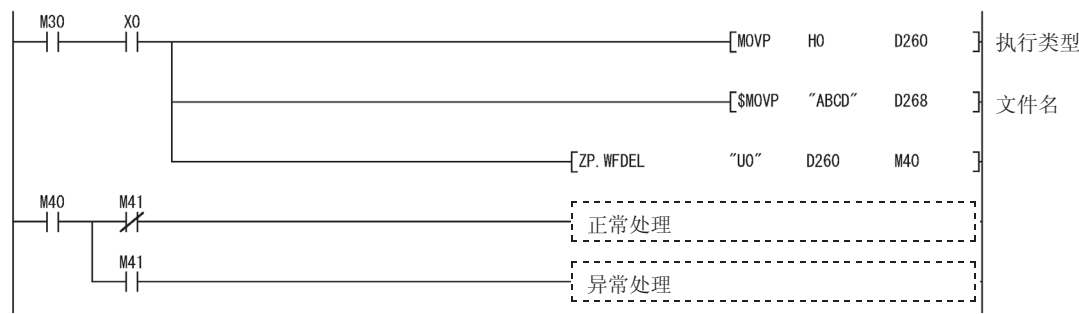 M30 X0
[MOVP H0 D260 ] 执行类型
[$MOVP "ABCD" D268 ] 文件名
[ZP.WFDEL "U0" D260 M40 ]
M40 M41
正常处理
M41
异常处理